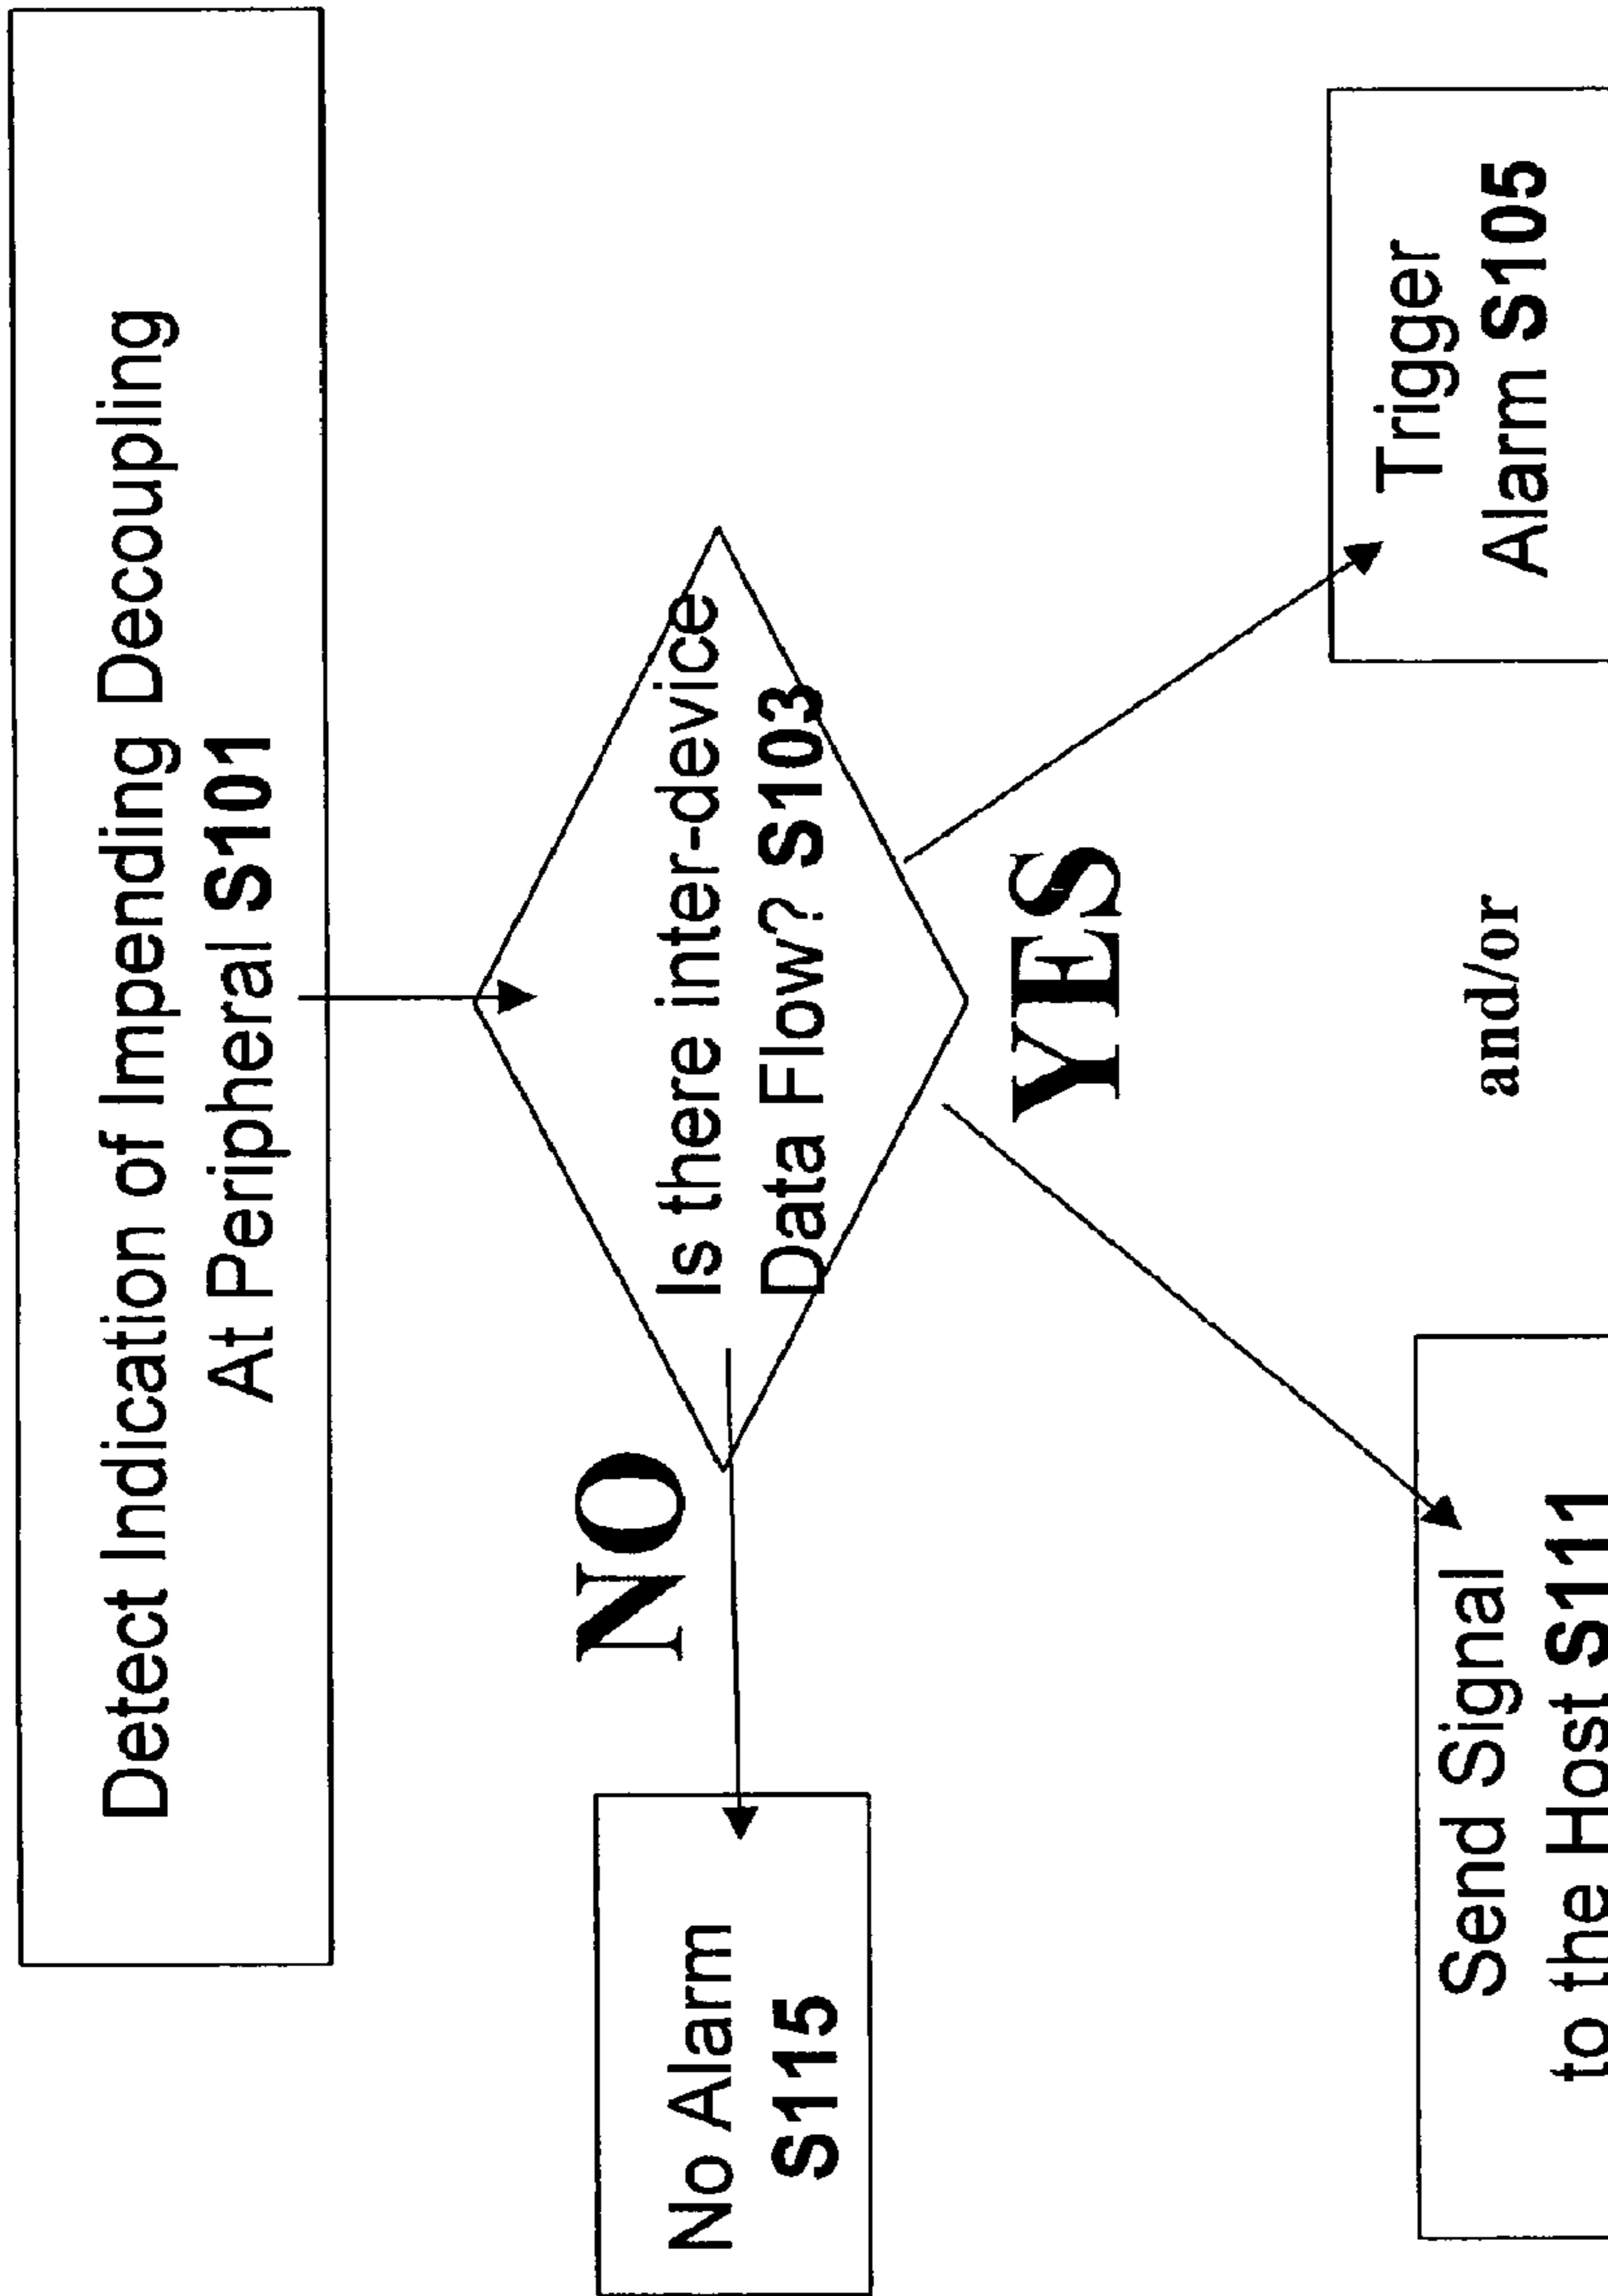 Detect Indication of Impending Decoupling
At Peripheral S101
NO
Is there inter-device
Data Flow? S103
No Alarm
S115
YES
Send Signal
to the Host S111
and/or
Trigger
Alarm S105